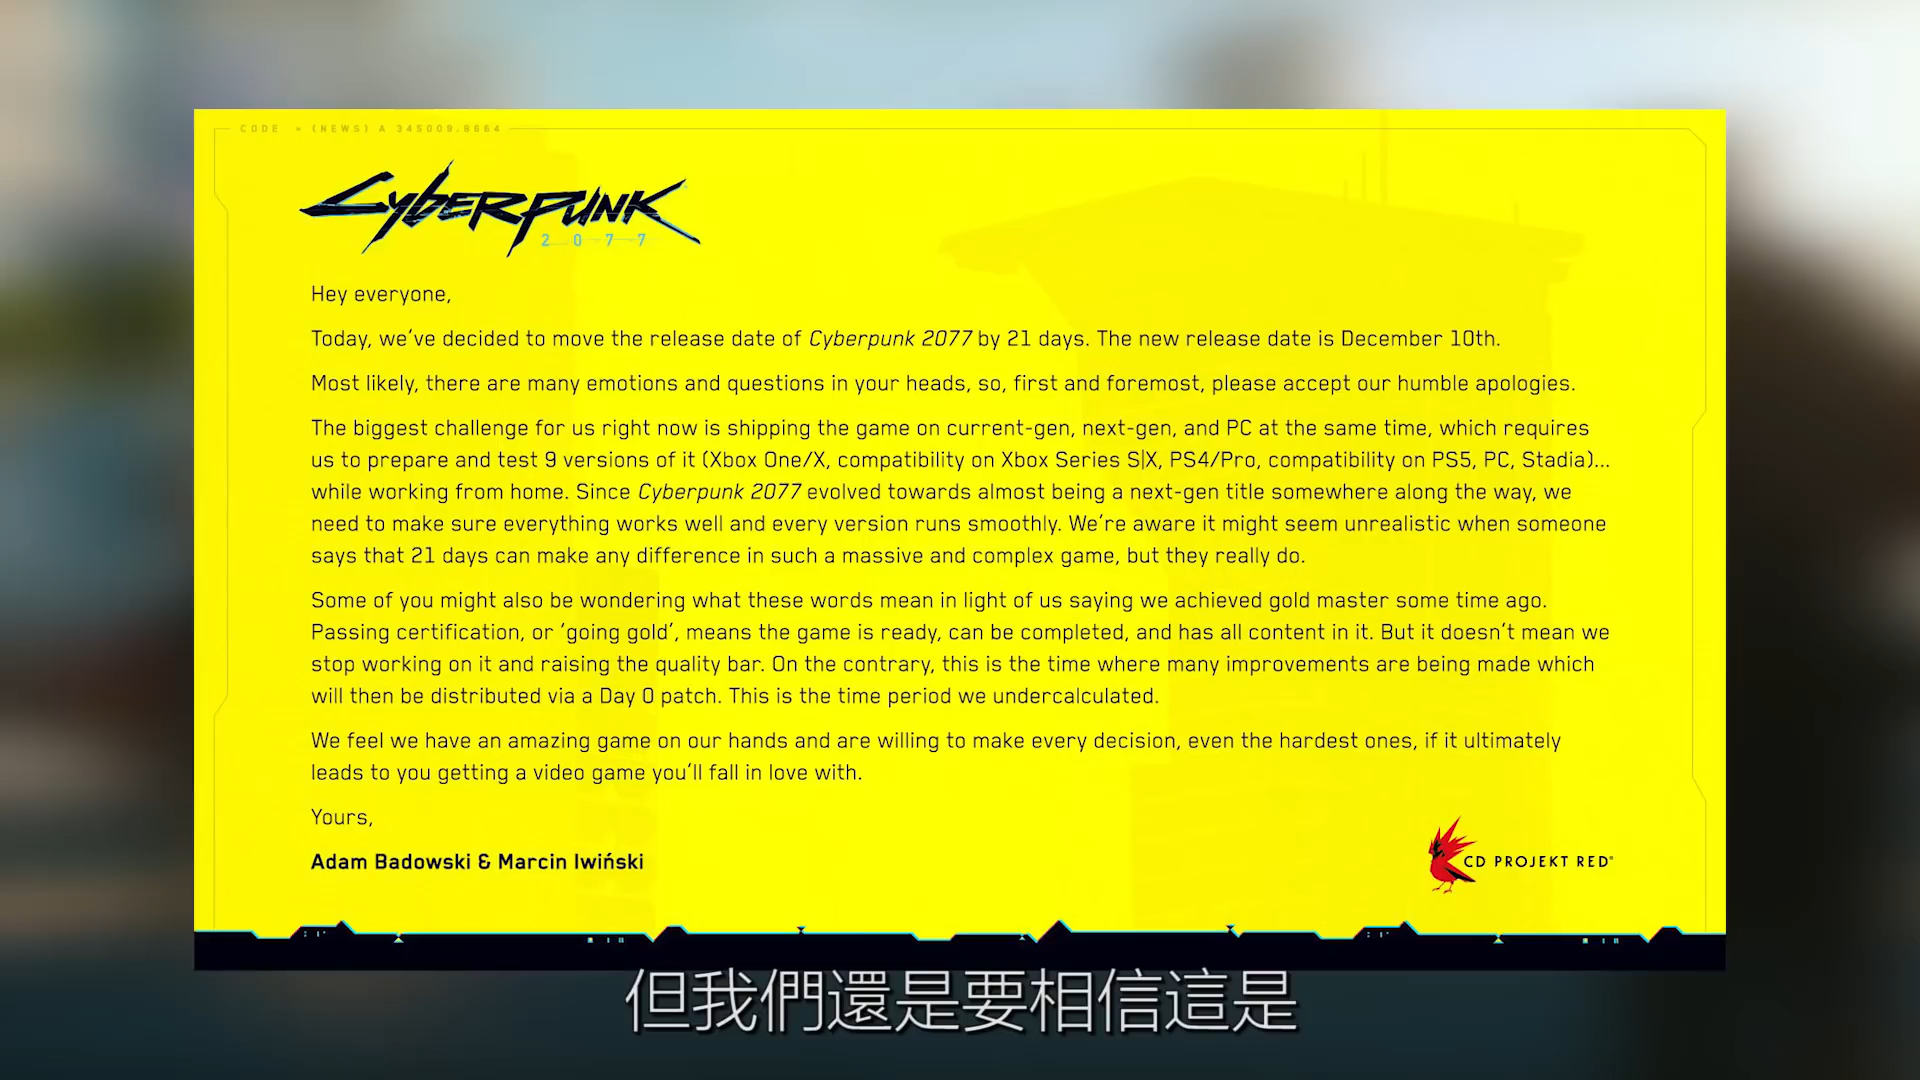 CODE = (NEWS) A 345009.8664
CYBERPUNK
2077
Hey everyone,
Today, we've decided to move the release date of Cyberpunk 2077 by 21 days. The new release date is December 10th.
Most likely, there are many emotions and questions in your heads, so, first and foremost, please accept our humble apologies.
The biggest challenge for us right now is shipping the game on current-gen, next-gen, and PC at the same time, which requires
us to prepare and test 9 versions of it (Xbox One/X, compatibility on Xbox Series S|X, PS4/Pro, compatibility on PS5, PC, Stadia)...
while working from home. Since Cyberpunk 2077 evolved towards almost being a next-gen title somewhere along the way, we
need to make sure everything works well and every version runs smoothly. We're aware it might seem unrealistic when someone
says that 21 days can make any difference in such a massive and complex game, but they really do.
Some of you might also be wondering what these words mean in light of us saying we achieved gold master some time ago.
Passing certification, or 'going gold', means the game is ready, can be completed, and has all content in it. But it doesn't mean we
stop working on it and raising the quality bar. On the contrary, this is the time where many improvements are being made which
will then be distributed via a Day 0 patch. This is the time period we undercalculated.
We feel we have an amazing game on our hands and are willing to make every decision, even the hardest ones, if it ultimately
leads to you getting a video game you'll fall in love with.
Yours,
Adam Badowski & Marcin Iwiński
CD PROJEKT RED®
但我們還是要相信這是